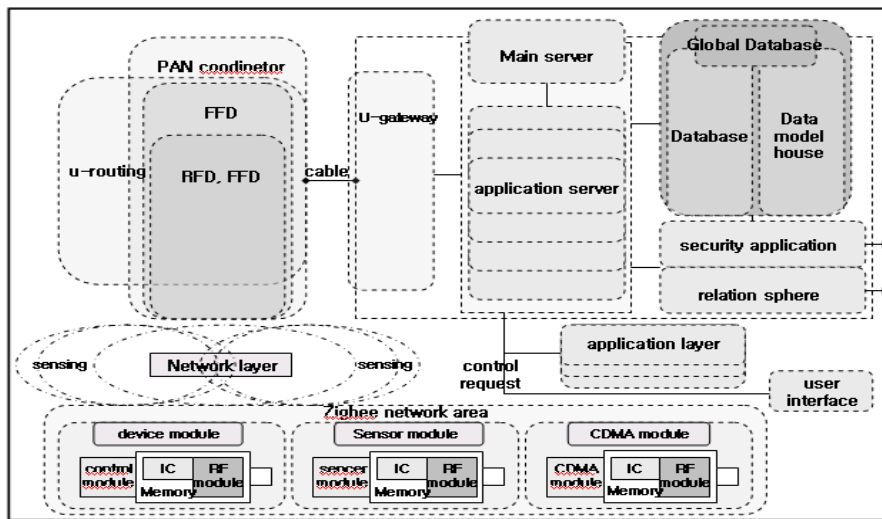 PAN coodinetor
FFD
u-routing
RFD, FFD
cable
U-gateway
Main server
application server
Global Database
Database
Data
model
house
security application
relation sphere
sensing
Network layer
sensing
control
request
application layer
user
interface
Zigbee network area
device module
control
module
IC
RF
module
Memory
Sensor module
sencer
module
IC
RF
module
Memory
CDMA module
CDMA
module
IC
RF
module
Memory